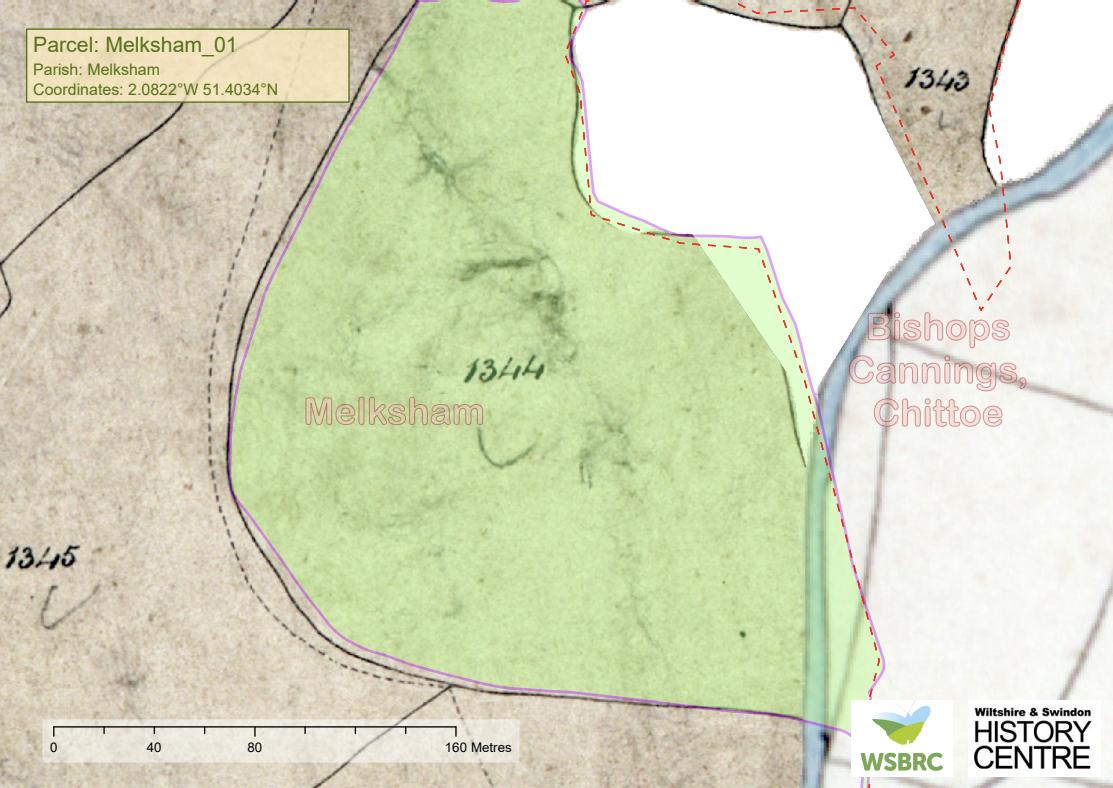 Parcel: Melksham_01
Parish: Melksham
Coordinates: 2.0822°W 51.4034°N
1343
Bishops
Cannings,
Chittoe
1344
Melksham
1345
0 40 80 160 Metres
WSBRC
Wiltshire & Swindon
HISTORY
CENTRE